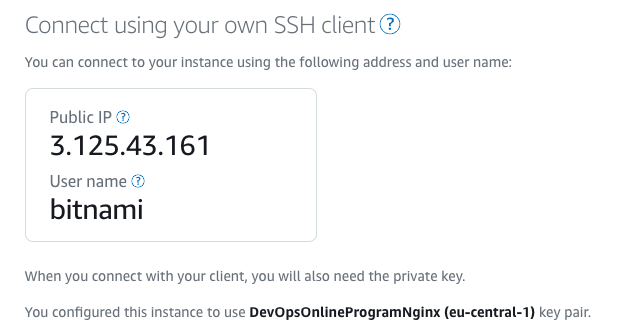 Connect using your own SSH client ?
You can connect to your instance using the following address and user name:
Public IP ?
3.125.43.161
User name ?
bitnami
When you connect with your client, you will also need the private key.
You configured this instance to use DevOpsOnlineProgramNginx (eu-central-1) key pair.